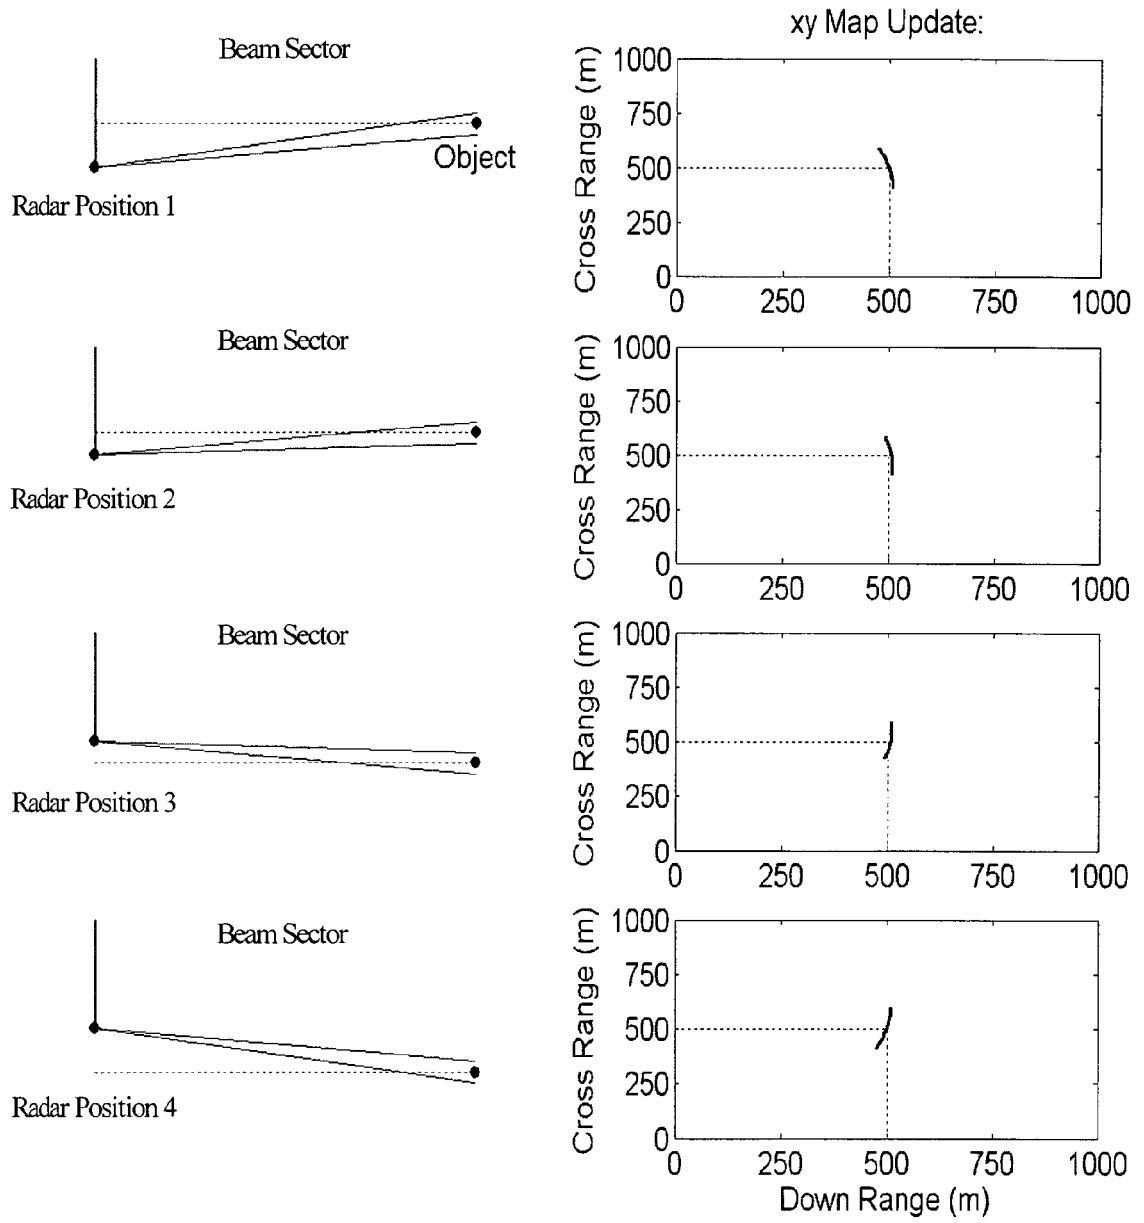 xy Map Update:
Beam Sector
Object
Radar Position 1
Cross Range (m)
1000
750
500
250
0
0 250 500 750 1000
Beam Sector
Radar Position 2
Cross Range (m)
1000
750
500
250
0
0 250 500 750 1000
Beam Sector
Radar Position 3
Cross Range (m)
1000
750
500
250
0
0 250 500 750 1000
Beam Sector
Radar Position 4
Cross Range (m)
1000
750
500
250
0
0 250 500 750 1000
Down Range (m)